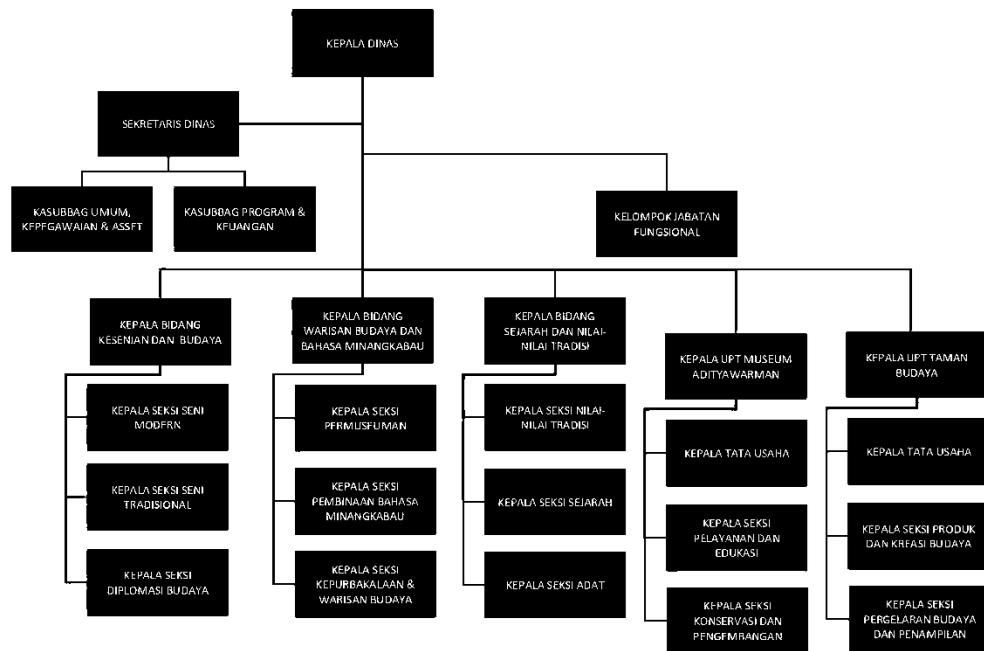 KEPALA DINAS
SEKRETARIS DINAS
KASUBBAG UMUM,
KEPEGAWAIAN & ASSET
KASUBBAG PROGRAM &
KEUANGAN
KELOMPOK JABATAN
FUNGSIONAL
KEPALA BIDANG
KESENIAN DAN BUDAYA
KEPALA BIDANG
WARISAN BUDAYA DAN
BAHASA MINANGKABAU
KEPALA BIDANG
SEJARAH DAN NILAI-
NILAI TRADISI
KEPALA UPT MUSEUM
ADITYAWARMAN
KEPALA UPT TAMAN
BUDAYA
KEPALA SEKSI SENI
MODERN
KEPALA SEKSI
PERMUSEUMAN
KEPALA SEKSI NILAI-
NILAI TRADISI
KEPALA TATA USAHA
KEPALA TATA USAHA
KEPALA SEKSI SENI
TRADISIONAL
KEPALA SEKSI
PEMBINAAN BAHASA
MINANGKABAU
KEPALA SEKSI SEJARAH
KEPALA SEKSI
PELAYANAN DAN
EDUKASI
KEPALA SEKSI PRODUK
DAN KREASI BUDAYA
KEPALA SEKSI
DIPLOMASI BUDAYA
KEPALA SEKSI
KEPURBAKALAAN &
WARISAN BUDAYA
KEPALA SEKSI ADAT
KEPALA SEKSI
KONSERVASI DAN
PENGEMBANGAN
KEPALA SEKSI
PERGELARAN BUDAYA
DAN PENAMPILAN